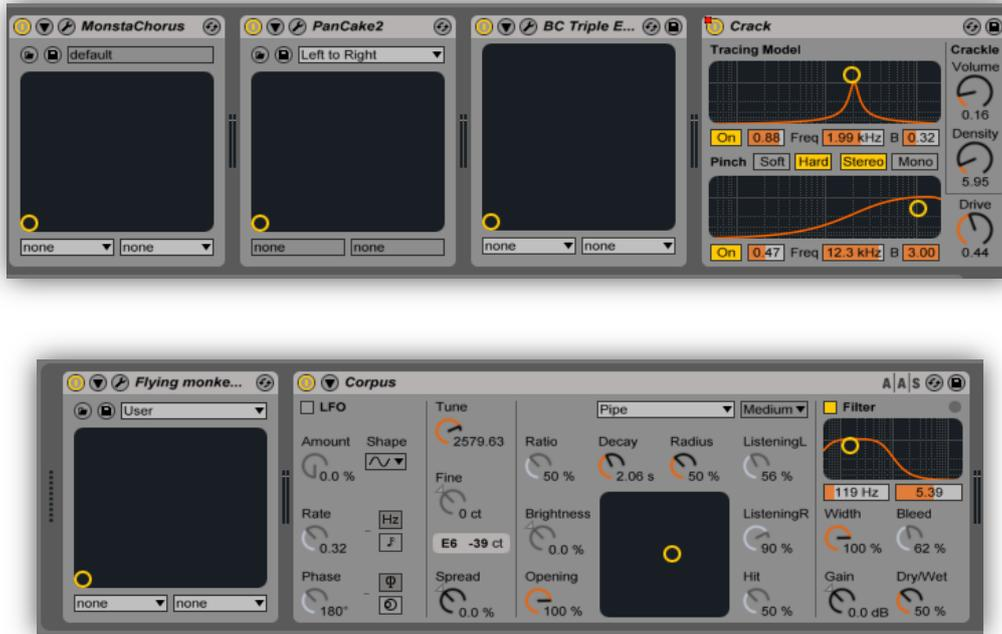 MonstaChorus
default
none none
PanCake2
Left to Right
none none
BC Triple E...
none none
Crack
Tracing Model
On 0.88 Freq 1.99 kHz B 0.32
Pinch Soft Hard Stereo Mono
On 0.47 Freq 12.3 kHz B 3.00
Crackle
Volume
0.16
Density
5.95
Drive
0.44
Flying monke...
User
none none
Corpus
A|A|S
LFO
Amount Shape
0.0 %
Rate
0.32
Hz
Phase
180°
Φ
Tune
2579.63
Fine
0 ct
E6 -39 ct
Spread
0.0 %
Pipe Medium
Ratio Decay Radius ListeningL
50 % 2.06 s 50 % 56 %
Brightness ListeningR
0.0 % 90 %
Opening Hit
100 % 50 %
Filter
119 Hz 5.39
Width Bleed
100 % 62 %
Gain Dry/Wet
0.0 dB 50 %